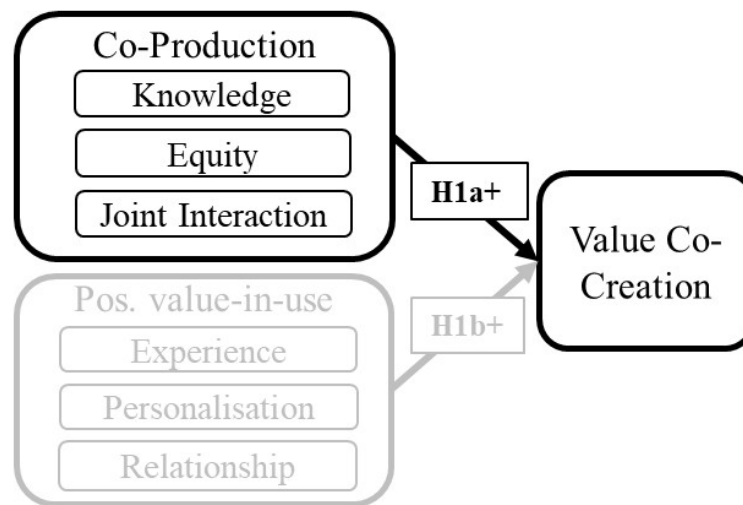 Co-Production
Knowledge
Equity
Joint Interaction
H1a+
Value Co-
Creation
Pos. value-in-use
H1b+
Experience
Personalisation
Relationship